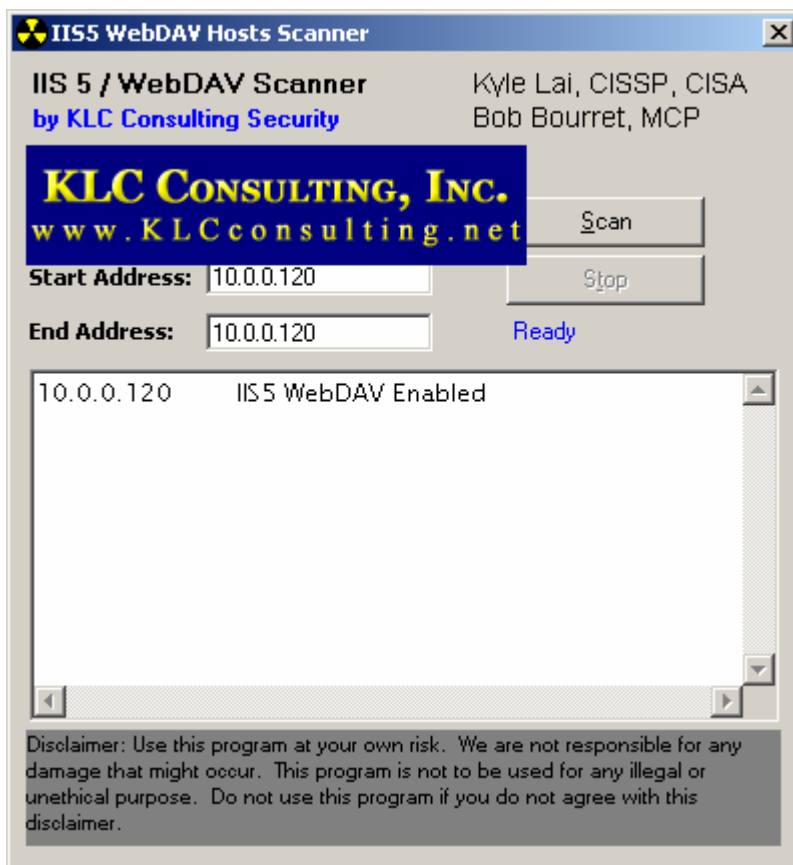 IIS5 WebDAV Hosts Scanner
IIS 5 / WebDAV Scanner
Kyle Lai, CISSP, CISA
by KLC Consulting Security
Bob Bourret, MCP
KLC CONSULTING, INC.
www.KLCconsulting.net
Scan
Start Address: 10.0.0.120
Stop
End Address: 10.0.0.120
Ready
10.0.0.120 IIS5 WebDAV Enabled
Disclaimer: Use this program at your own risk. We are not responsible for any
damage that might occur. This program is not to be used for any illegal or
unethical purpose. Do not use this program if you do not agree with this
disclaimer.